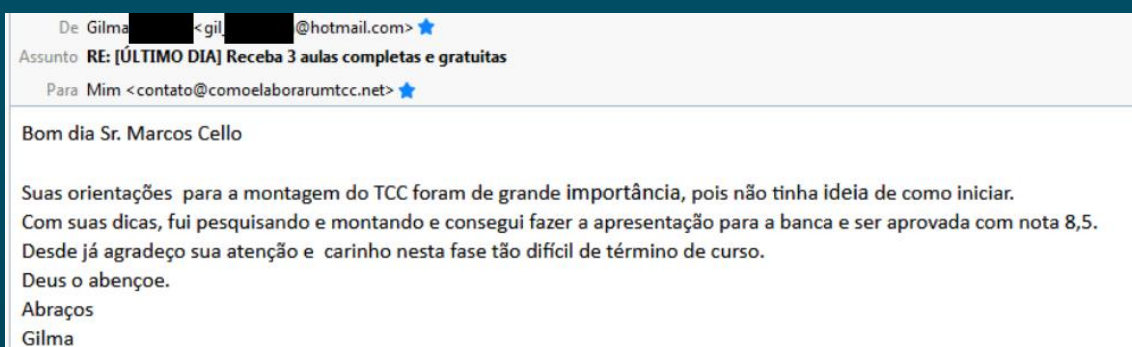 De Gilma <gil_ @hotmail.com>
Assunto RE: [ÚLTIMO DIA] Receba 3 aulas completas e gratuitas
Para Mim <contato@comoelaborarumtcc.net>
Bom dia Sr. Marcos Cello
Suas orientações para a montagem do TCC foram de grande importância, pois não tinha ideia de como iniciar.
Com suas dicas, fui pesquisando e montando e consegui fazer a apresentação para a banca e ser aprovada com nota 8,5.
Desde já agradeço sua atenção e carinho nesta fase tão difícil de término de curso.
Deus o abençoe.
Abraços
Gilma